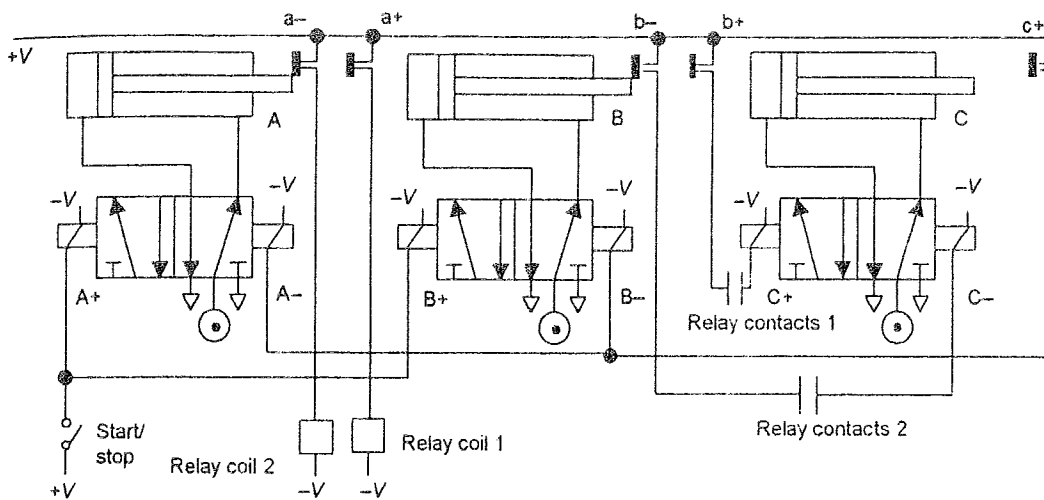 a− a+ b− b+ c+
+V
A B C
−V −V −V −V −V −V
A+ A− B+ B− C+ C−
Relay contacts 1
Relay contacts 2
Start/
stop
Relay coil 2
Relay coil 1
+V −V −V